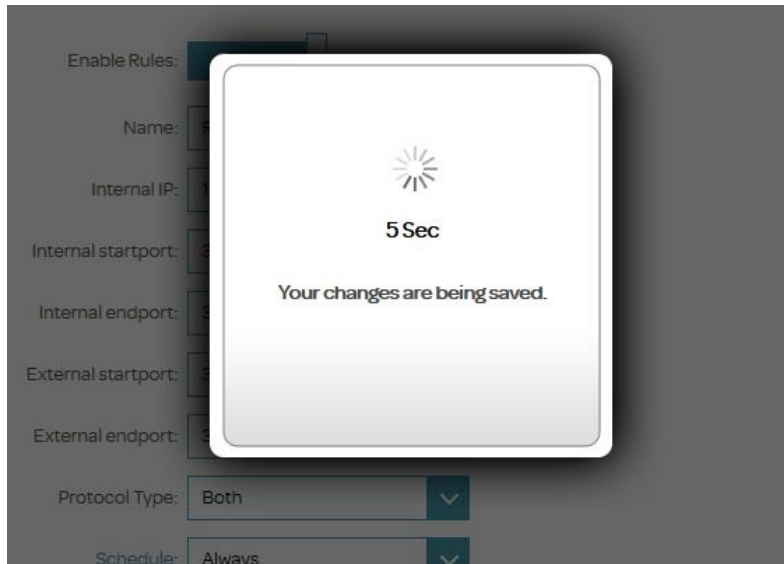 Enable Rules:
Name:
Internal IP:
5 Sec
Internal startport:
Your changes are being saved.
Internal endport:
External startport:
External endport:
Protocol Type: Both
Schedule: Always